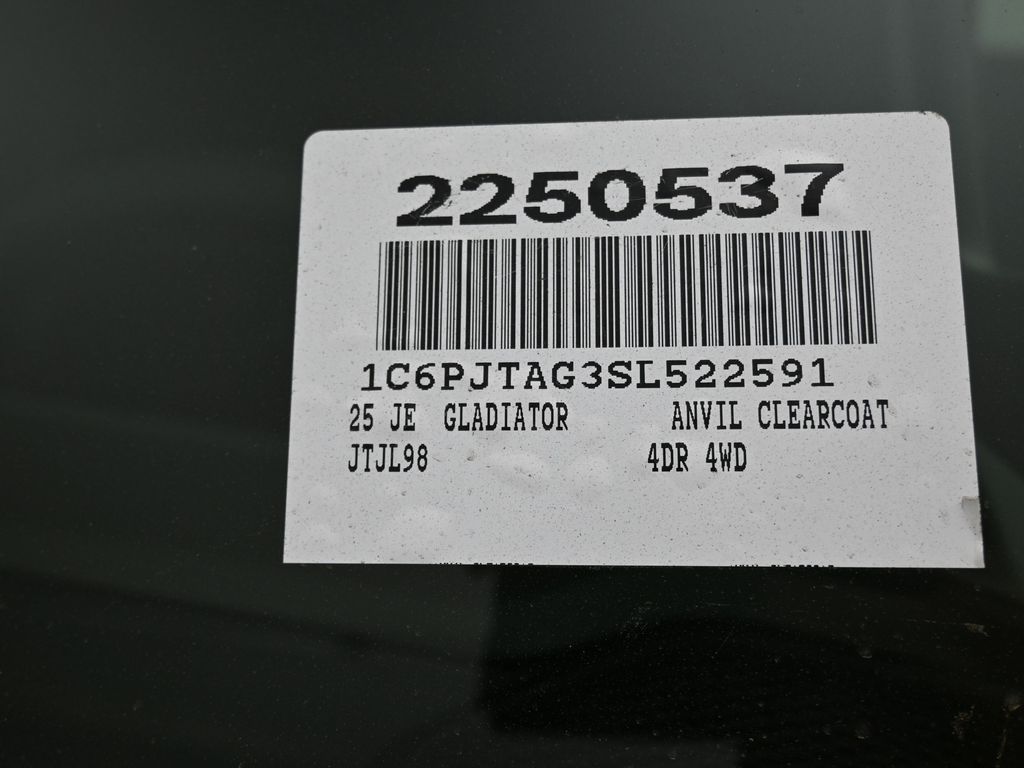 2250537
1C6PJTAG3SL522591
25 JE GLADIATOR ANVIL CLEARCOAT
JTJL98 4DR 4WD